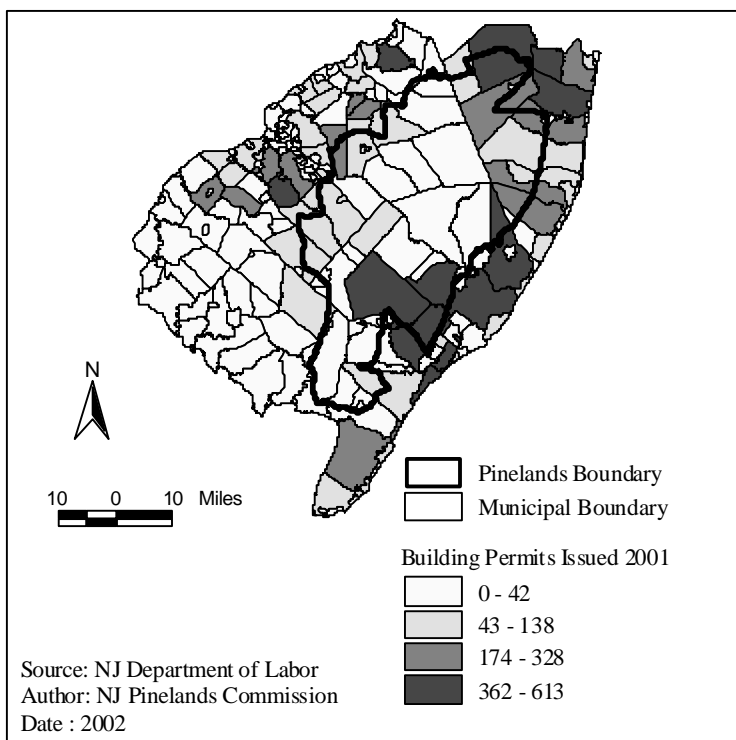 N
10 0 10 Miles
Pinelands Boundary
Municipal Boundary
Building Permits Issued 2001
0 - 42
43 - 138
174 - 328
362 - 613
Source: NJ Department of Labor
Author: NJ Pinelands Commission
Date : 2002